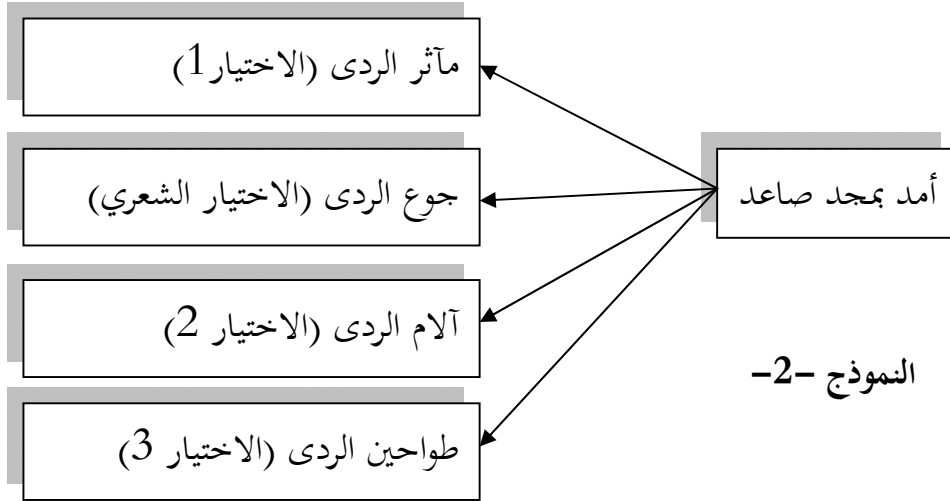 مآثر الردى (الاختيار1)
أمد بمجد صاعد
جوع الردى (الاختيار الشعري)
آلام الردى (الاختيار 2)
النموذج -2-
طواحين الردى (الاختيار 3)